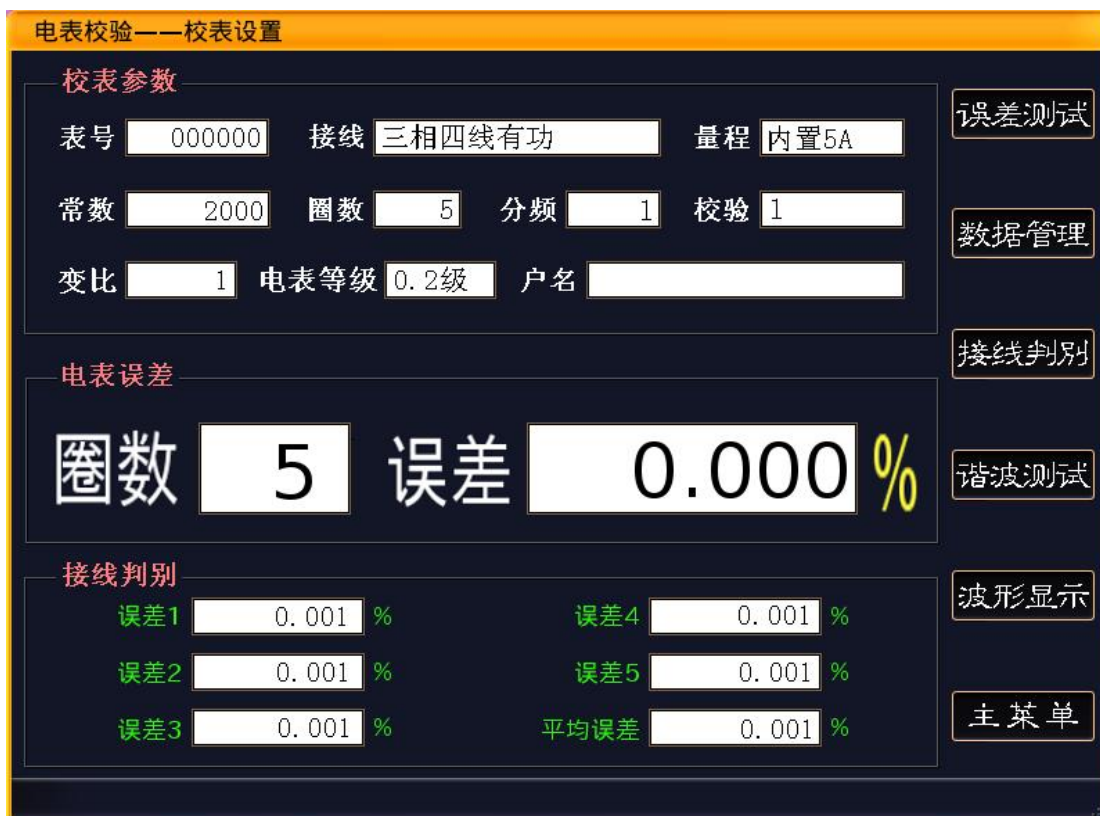 电表校验——校表设置
校表参数
表号 000000 接线 三相四线有功 量程 内置5A
常数 2000 圈数 5 分频 1 校验 1
变比 1 电表等级 0.2级 户名
电表误差
圈数 5 误差 0.000 %
接线判别
误差1 0.001 % 误差4 0.001 %
误差2 0.001 % 误差5 0.001 %
误差3 0.001 % 平均误差 0.001 %
误差测试
数据管理
接线判别
谐波测试
波形显示
主菜单